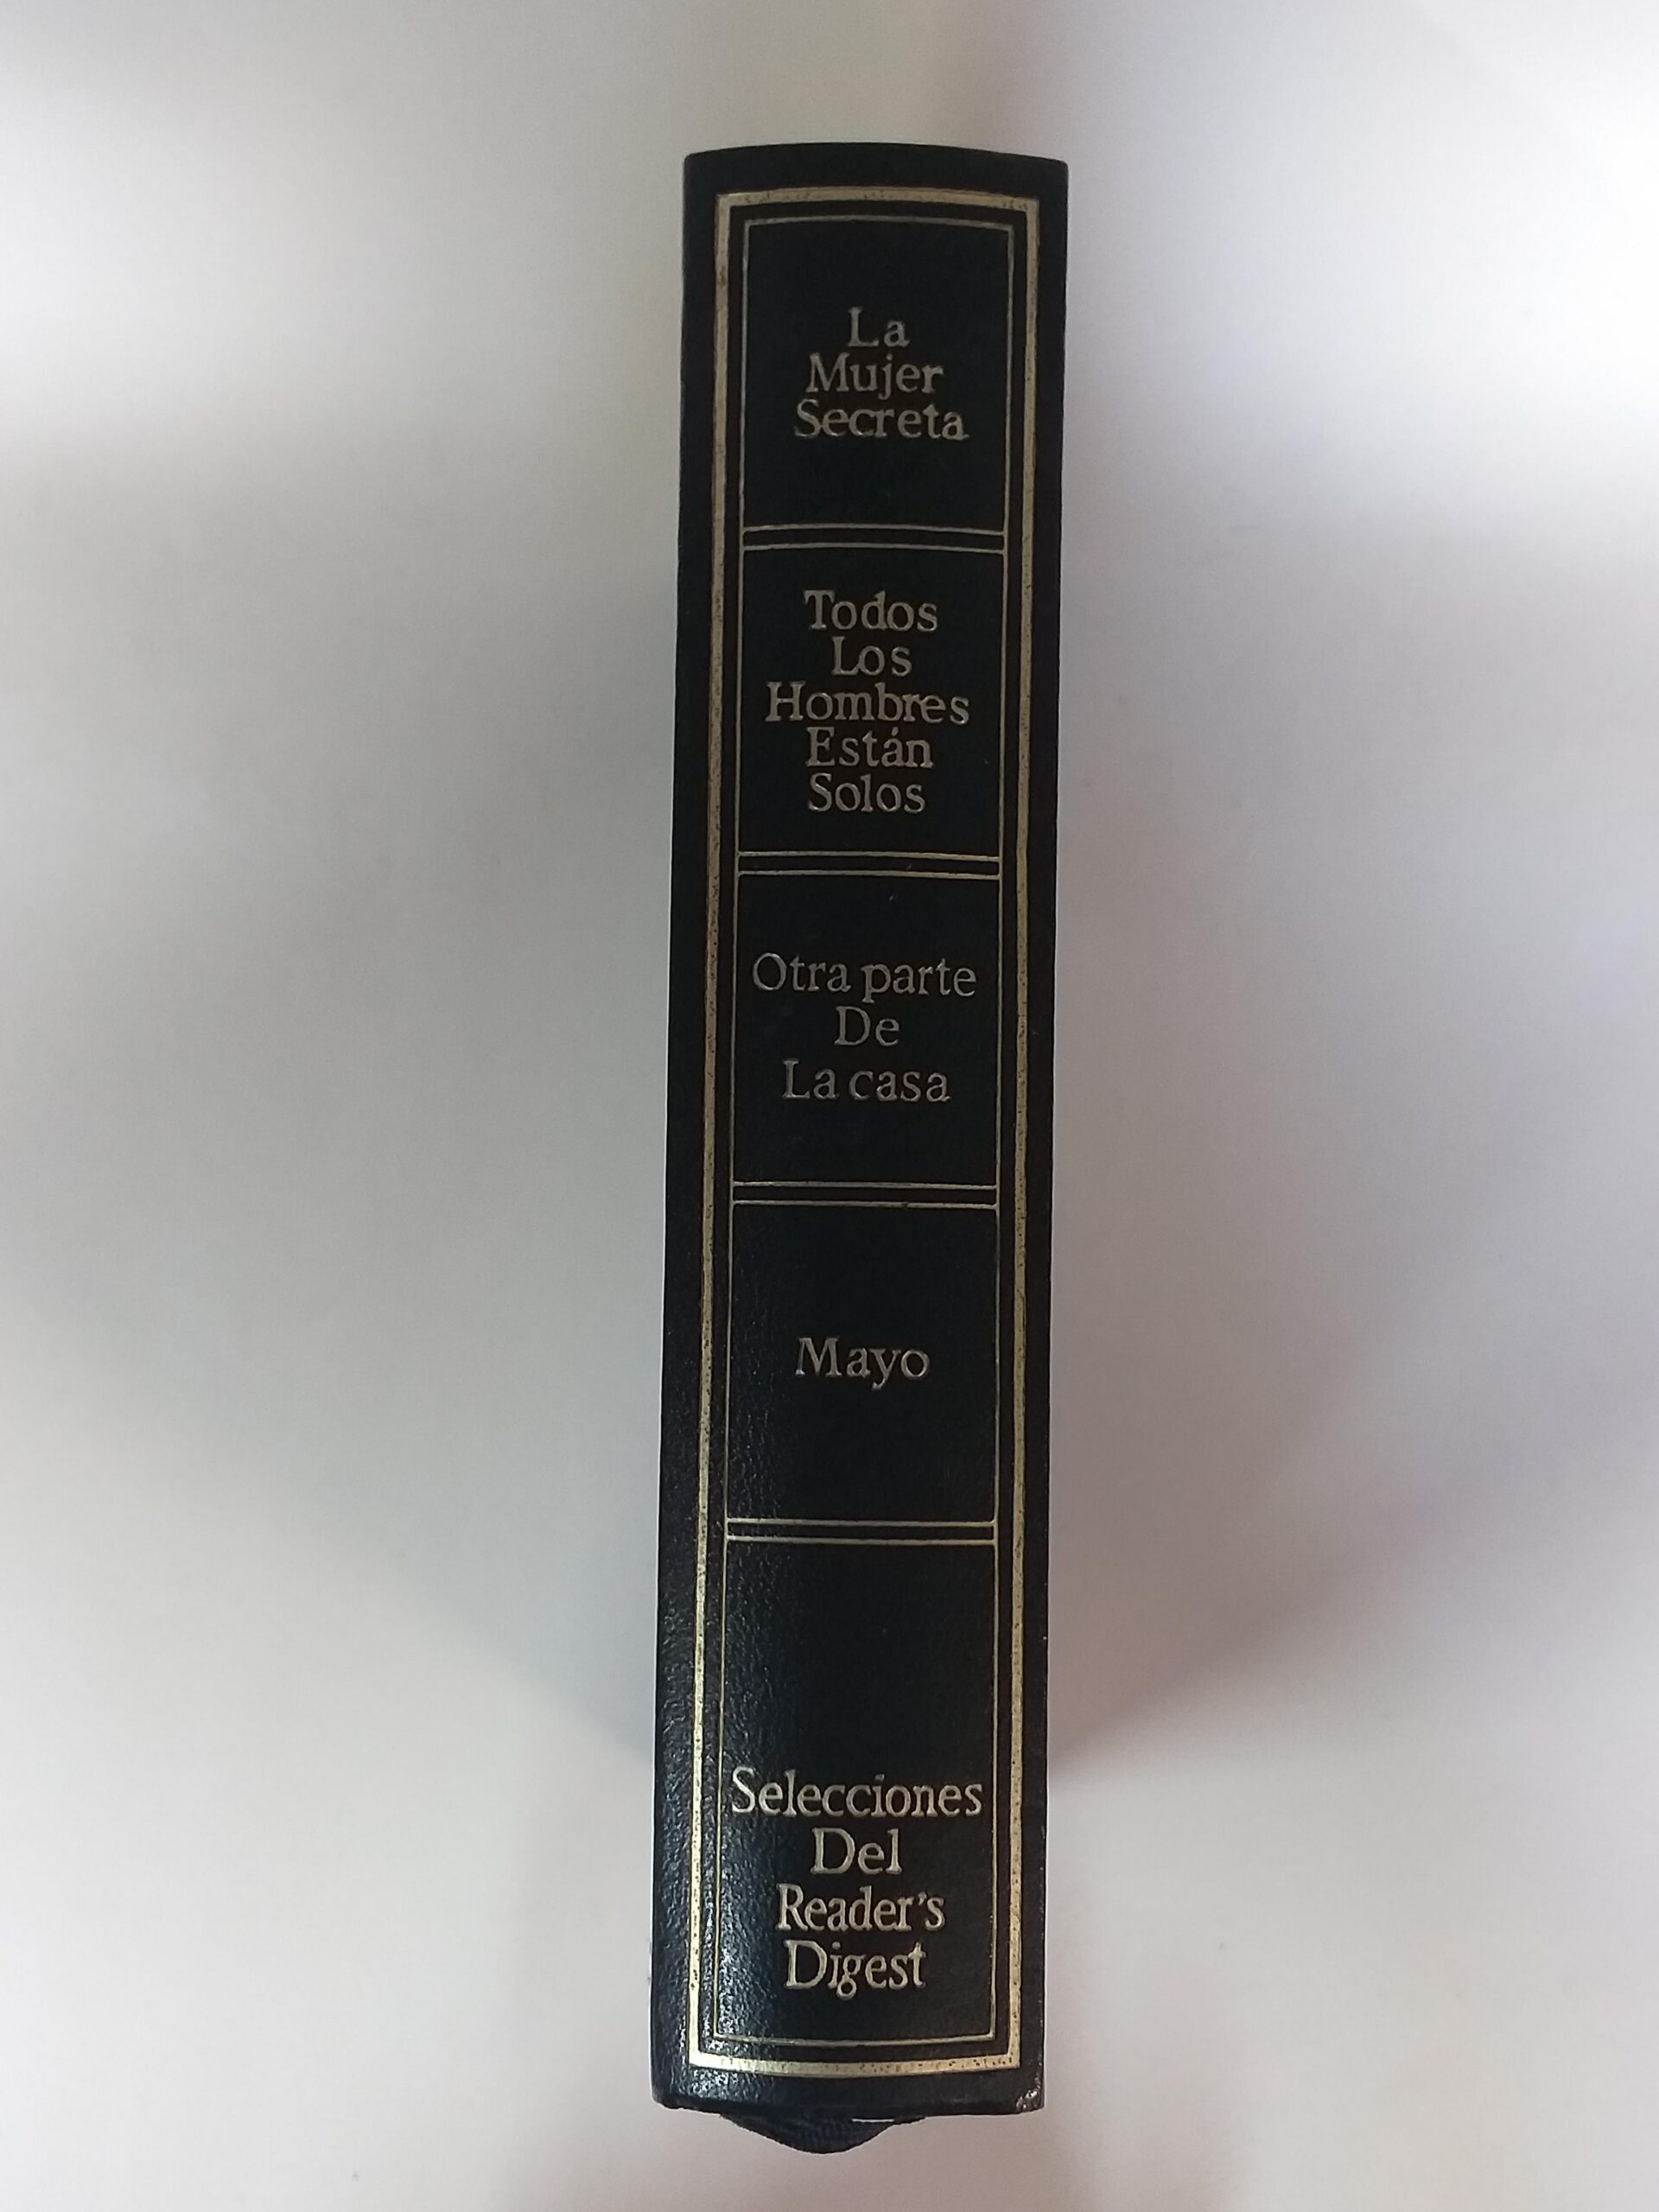 La
Mujer
Secreta
Todos
Los
Hombres
Están
Solos
Otra parte
De
La casa
Mayo
Selecciones
Del
Reader's
Digest